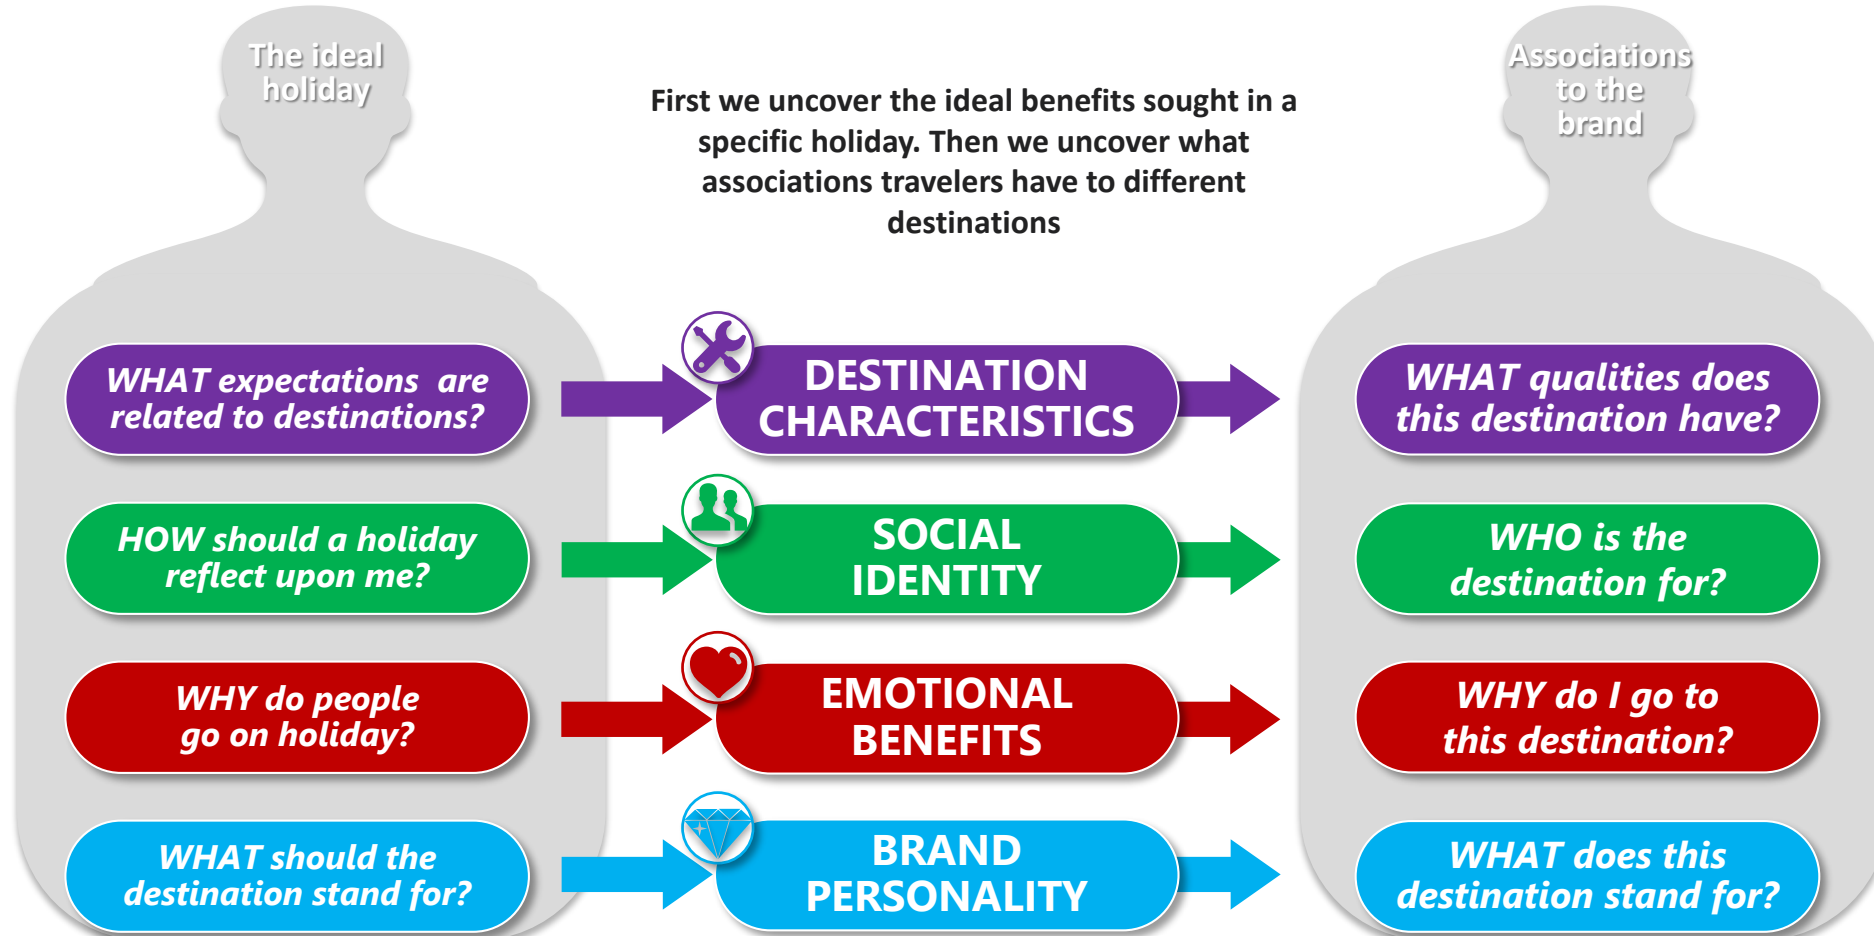 The ideal
holiday
First we uncover the ideal benefits sought in a
specific holiday. Then we uncover what
associations travelers have to different
destinations
Associations
to the
brand
WHAT expectations are
related to destinations?
DESTINATION
CHARACTERISTICS
WHAT qualities does
this destination have?
HOW should a holiday
reflect upon me?
SOCIAL
IDENTITY
WHO is the
destination for?
WHY do people
go on holiday?
EMOTIONAL
BENEFITS
WHY do I go to
this destination?
WHAT should the
destination stand for?
BRAND
PERSONALITY
WHAT does this
destination stand for?